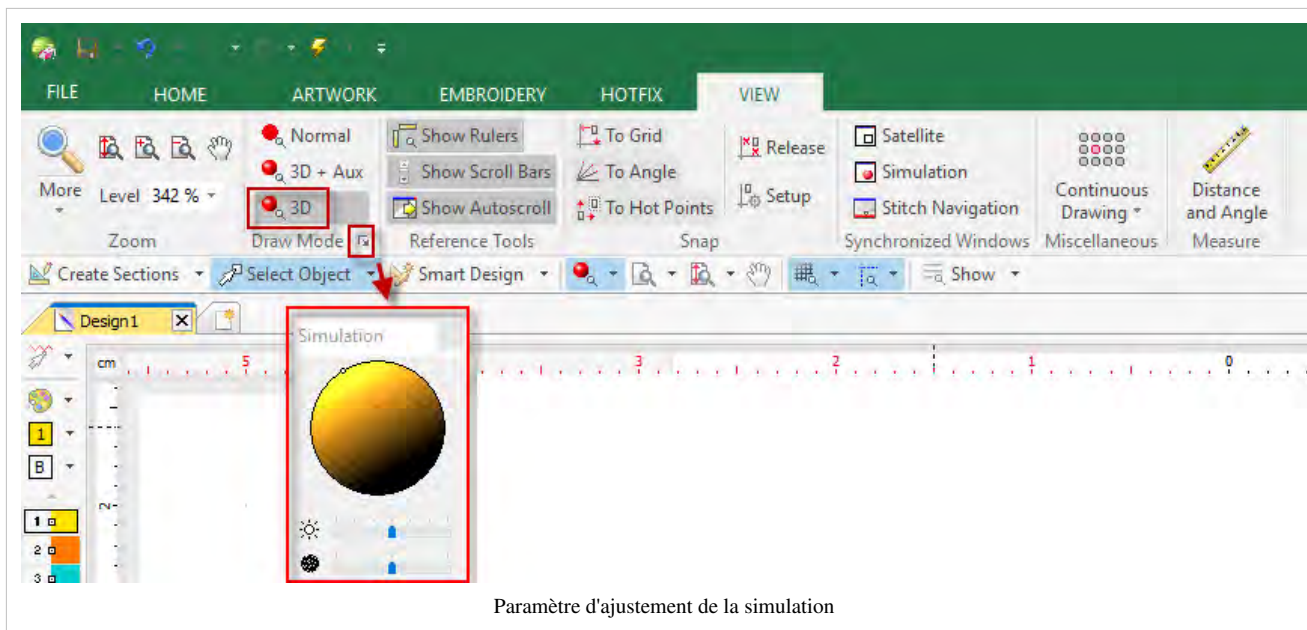 FILE HOME ARTWORK EMBROIDERY HOTFIX VIEW
Normal Show Rulers To Grid Release Satellite
3D + Aux Show Scroll Bars To Angle Simulation
More Level 342 % 3D Show Autoscroll To Hot Points Setup Stitch Navigation Continuous Drawing Distance and Angle
Zoom Draw Mode Reference Tools Snap Synchronized Windows Miscellaneous Measure
Create Sections Select Object Smart Design Show
Design1
Simulation
cm 5 3 2 1 0
1
B
2
1
2
3
Paramètre d'ajustement de la simulation